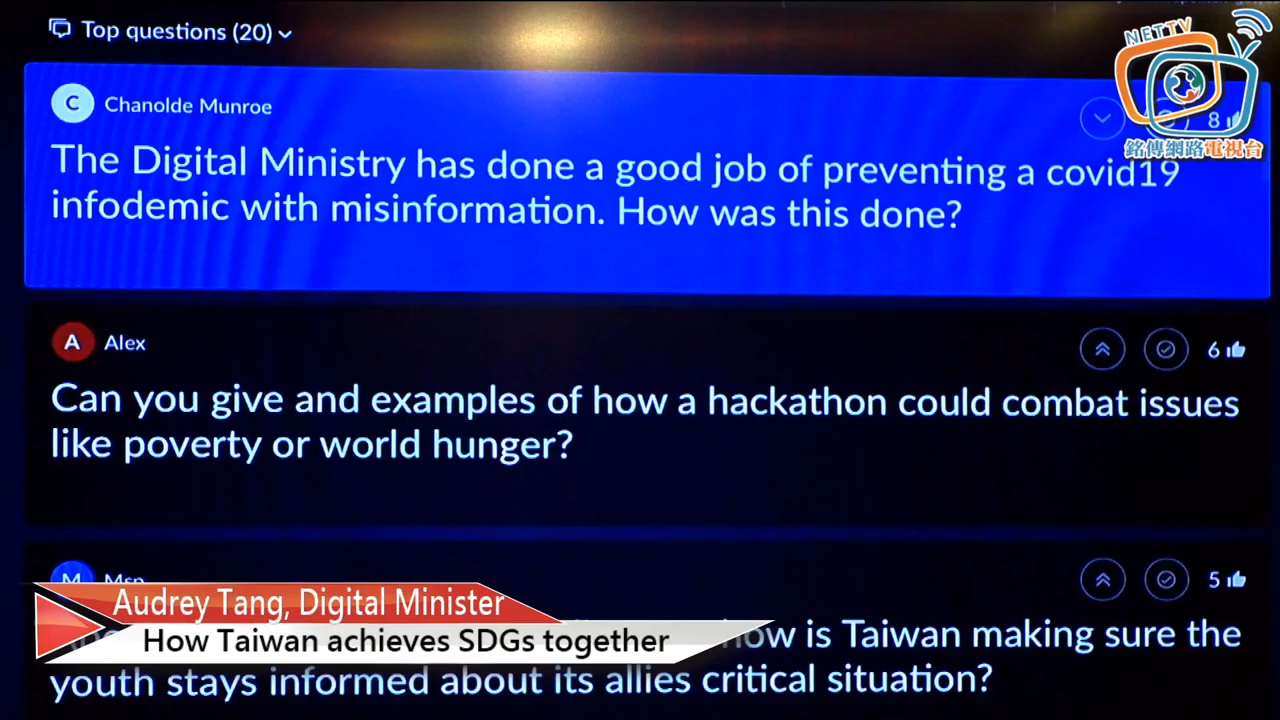 Top questions (20)
NETTV
銘傳網路電視台
C Chanolde Munroe
8
The Digital Ministry has done a good job of preventing a covid19
infodemic with misinformation. How was this done?
A Alex
6
Can you give and examples of how a hackathon could combat issues
like poverty or world hunger?
M Msp
5
Audrey Tang, Digital Minister
How Taiwan achieves SDGs together
how is Taiwan making sure the
youth stays informed about its allies critical situation?